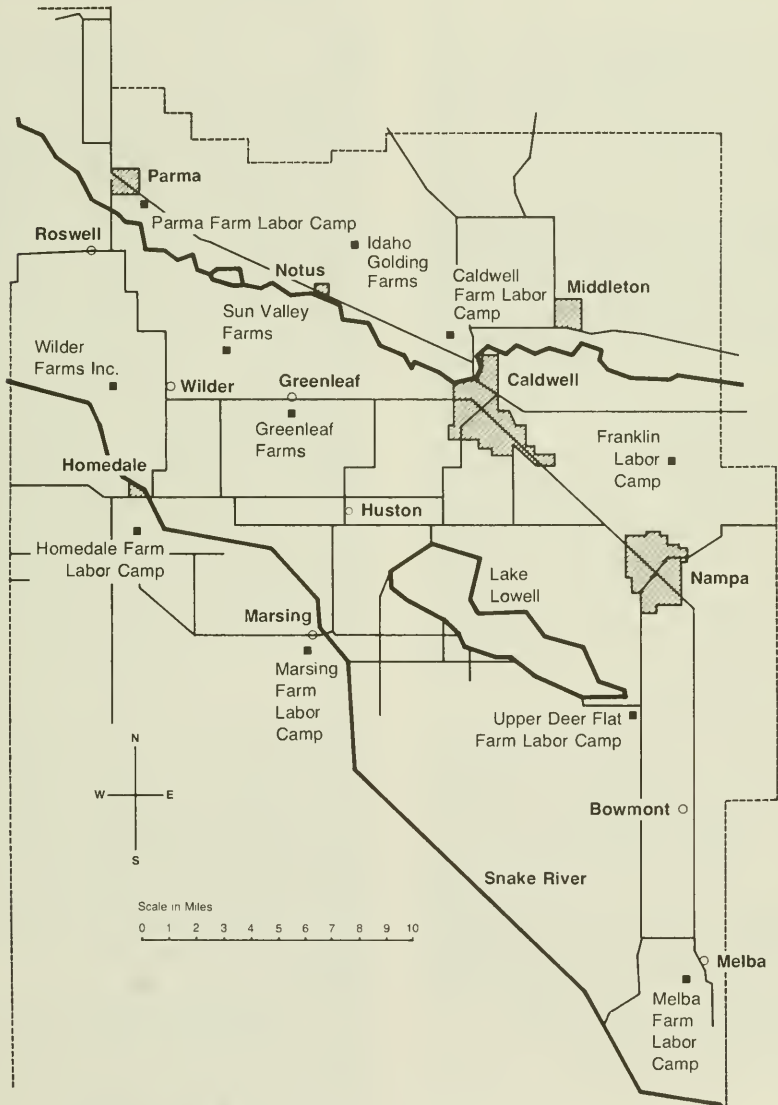 Parma
Parma Farm Labor Camp
Roswell
Idaho
Golding
Farms
Notus
Caldwell
Farm Labor
Camp
Middleton
Sun Valley
Farms
Wilder
Farms Inc.
Wilder
Greenleaf
Caldwell
Greenleaf
Farms
Franklin
Labor
Camp
Homedale
Huston
Homedale Farm
Labor Camp
Lake
Lowell
Nampa
Marsing
Marsing
Farm
Labor
Camp
Upper Deer Flat
Farm Labor Camp
N
W E
S
Bowmont
Snake River
Scale in Miles
0 1 2 3 4 5 6 7 8 9 10
Melba
Melba
Farm
Labor
Camp